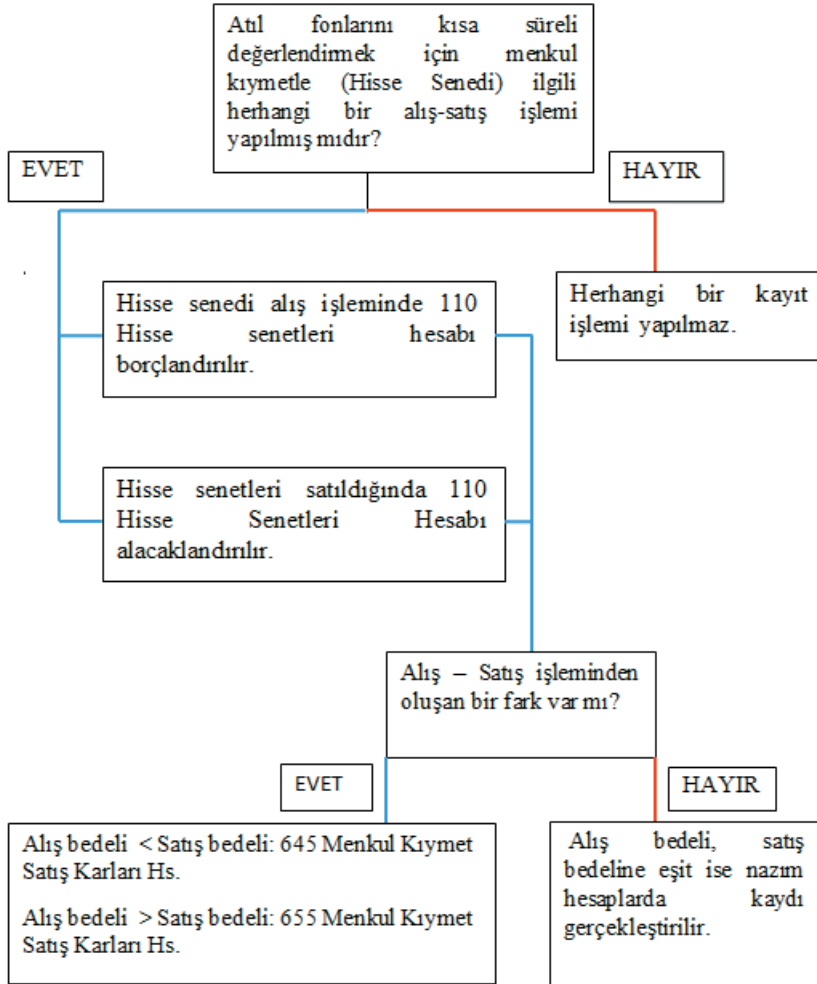 Atıl fonlarını kısa süreli
değerlendirmek için menkul
kıymetle (Hisse Senedi) ilgili
herhangi bir alış-satış işlemi
yapılmış mıdır?
EVET
HAYIR
Hisse senedi alış işleminde 110
Hisse senetleri hesabı
borçlandırılır.
Herhangi bir kayıt
işlemi yapılmaz.
Hisse senetleri satıldığında 110
Hisse Senetleri Hesabı
alacaklandırılır.
Alış – Satış işleminden
oluşan bir fark var mı?
EVET
HAYIR
Alış bedeli < Satış bedeli: 645 Menkul Kıymet
Satış Karları Hs.
Alış bedeli > Satış bedeli: 655 Menkul Kıymet
Satış Karları Hs.
Alış bedeli, satış
bedeline eşit ise nazım
hesaplarda kaydı
gerçekleştirilir.